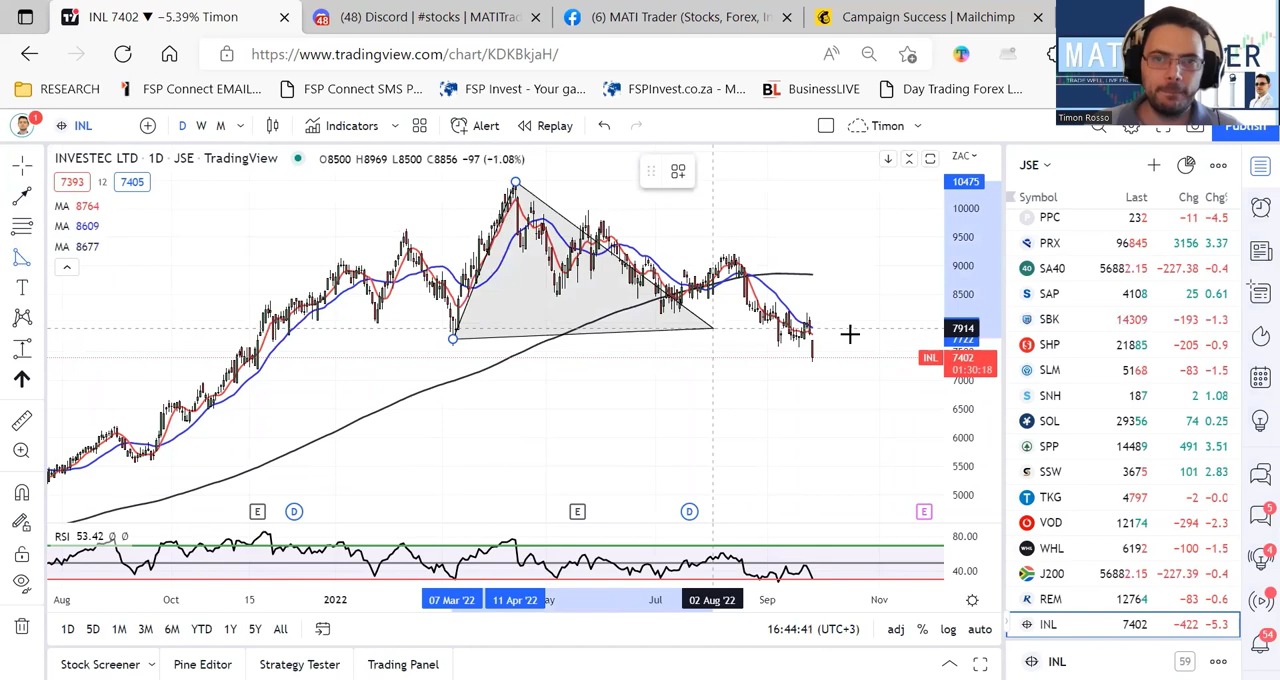 INL 7402 ▼ −5.39% Timon
(48) Discord | #stocks | MATITrad
(6) MATI Trader (Stocks, Forex, In
Campaign Success | Mailchimp
https://www.tradingview.com/chart/KDKBkjaH/
RESEARCH
FSP Connect EMAIL...
FSP Connect SMS P...
FSP Invest - Your ga...
FSPInvest.co.za - M...
BusinessLIVE
Day Trading Forex L...
MAT
ER
Timon Rosso
INL
D W M
Indicators
Alert
Replay
Timon
Publish
INVESTEC LTD · 1D · JSE · TradingView
O8500 H8969 L8500 C8856 −97 (−1.08%)
7393 12 7405
MA 8764
MA 8609
MA 8677
ZAC
10475
10000
9500
9000
8500
7914
7722
INL 7402
01:30:18
7000
6500
6000
5500
5000
E D E D E
RSI 53.42 ∅ ∅
80.00
40.00
Aug Oct 2022 07 Mar '22 11 Apr '22 ay Jul 02 Aug '22 Sep Nov
1D 5D 1M 3M 6M YTD 1Y 5Y All
16:44:41 (UTC+3)
adj % log auto
Stock Screener
Pine Editor
Strategy Tester
Trading Panel
JSE
Symbol Last Chg Chg%
PPC 232 -11 -4.5
PRX 96845 3156 3.37
SA40 56882.15 -227.38 -0.4
SAP 4108 25 0.61
SBK 14309 -193 -1.5
SHP 21885 -205 -0.9
SLM 5168 -83 -1.5
SNH 187 2 1.08
SOL 29356 74 0.25
SPP 14489 491 3.51
SSW 3675 101 2.83
TKG 4797 -2 -0.0
VOD 12174 -294 -2.3
WHL 6192 -100 -1.5
J200 56882.15 -227.39 -0.4
REM 12764 -83 -0.6
INL 7402 -422 -5.3
INL 59